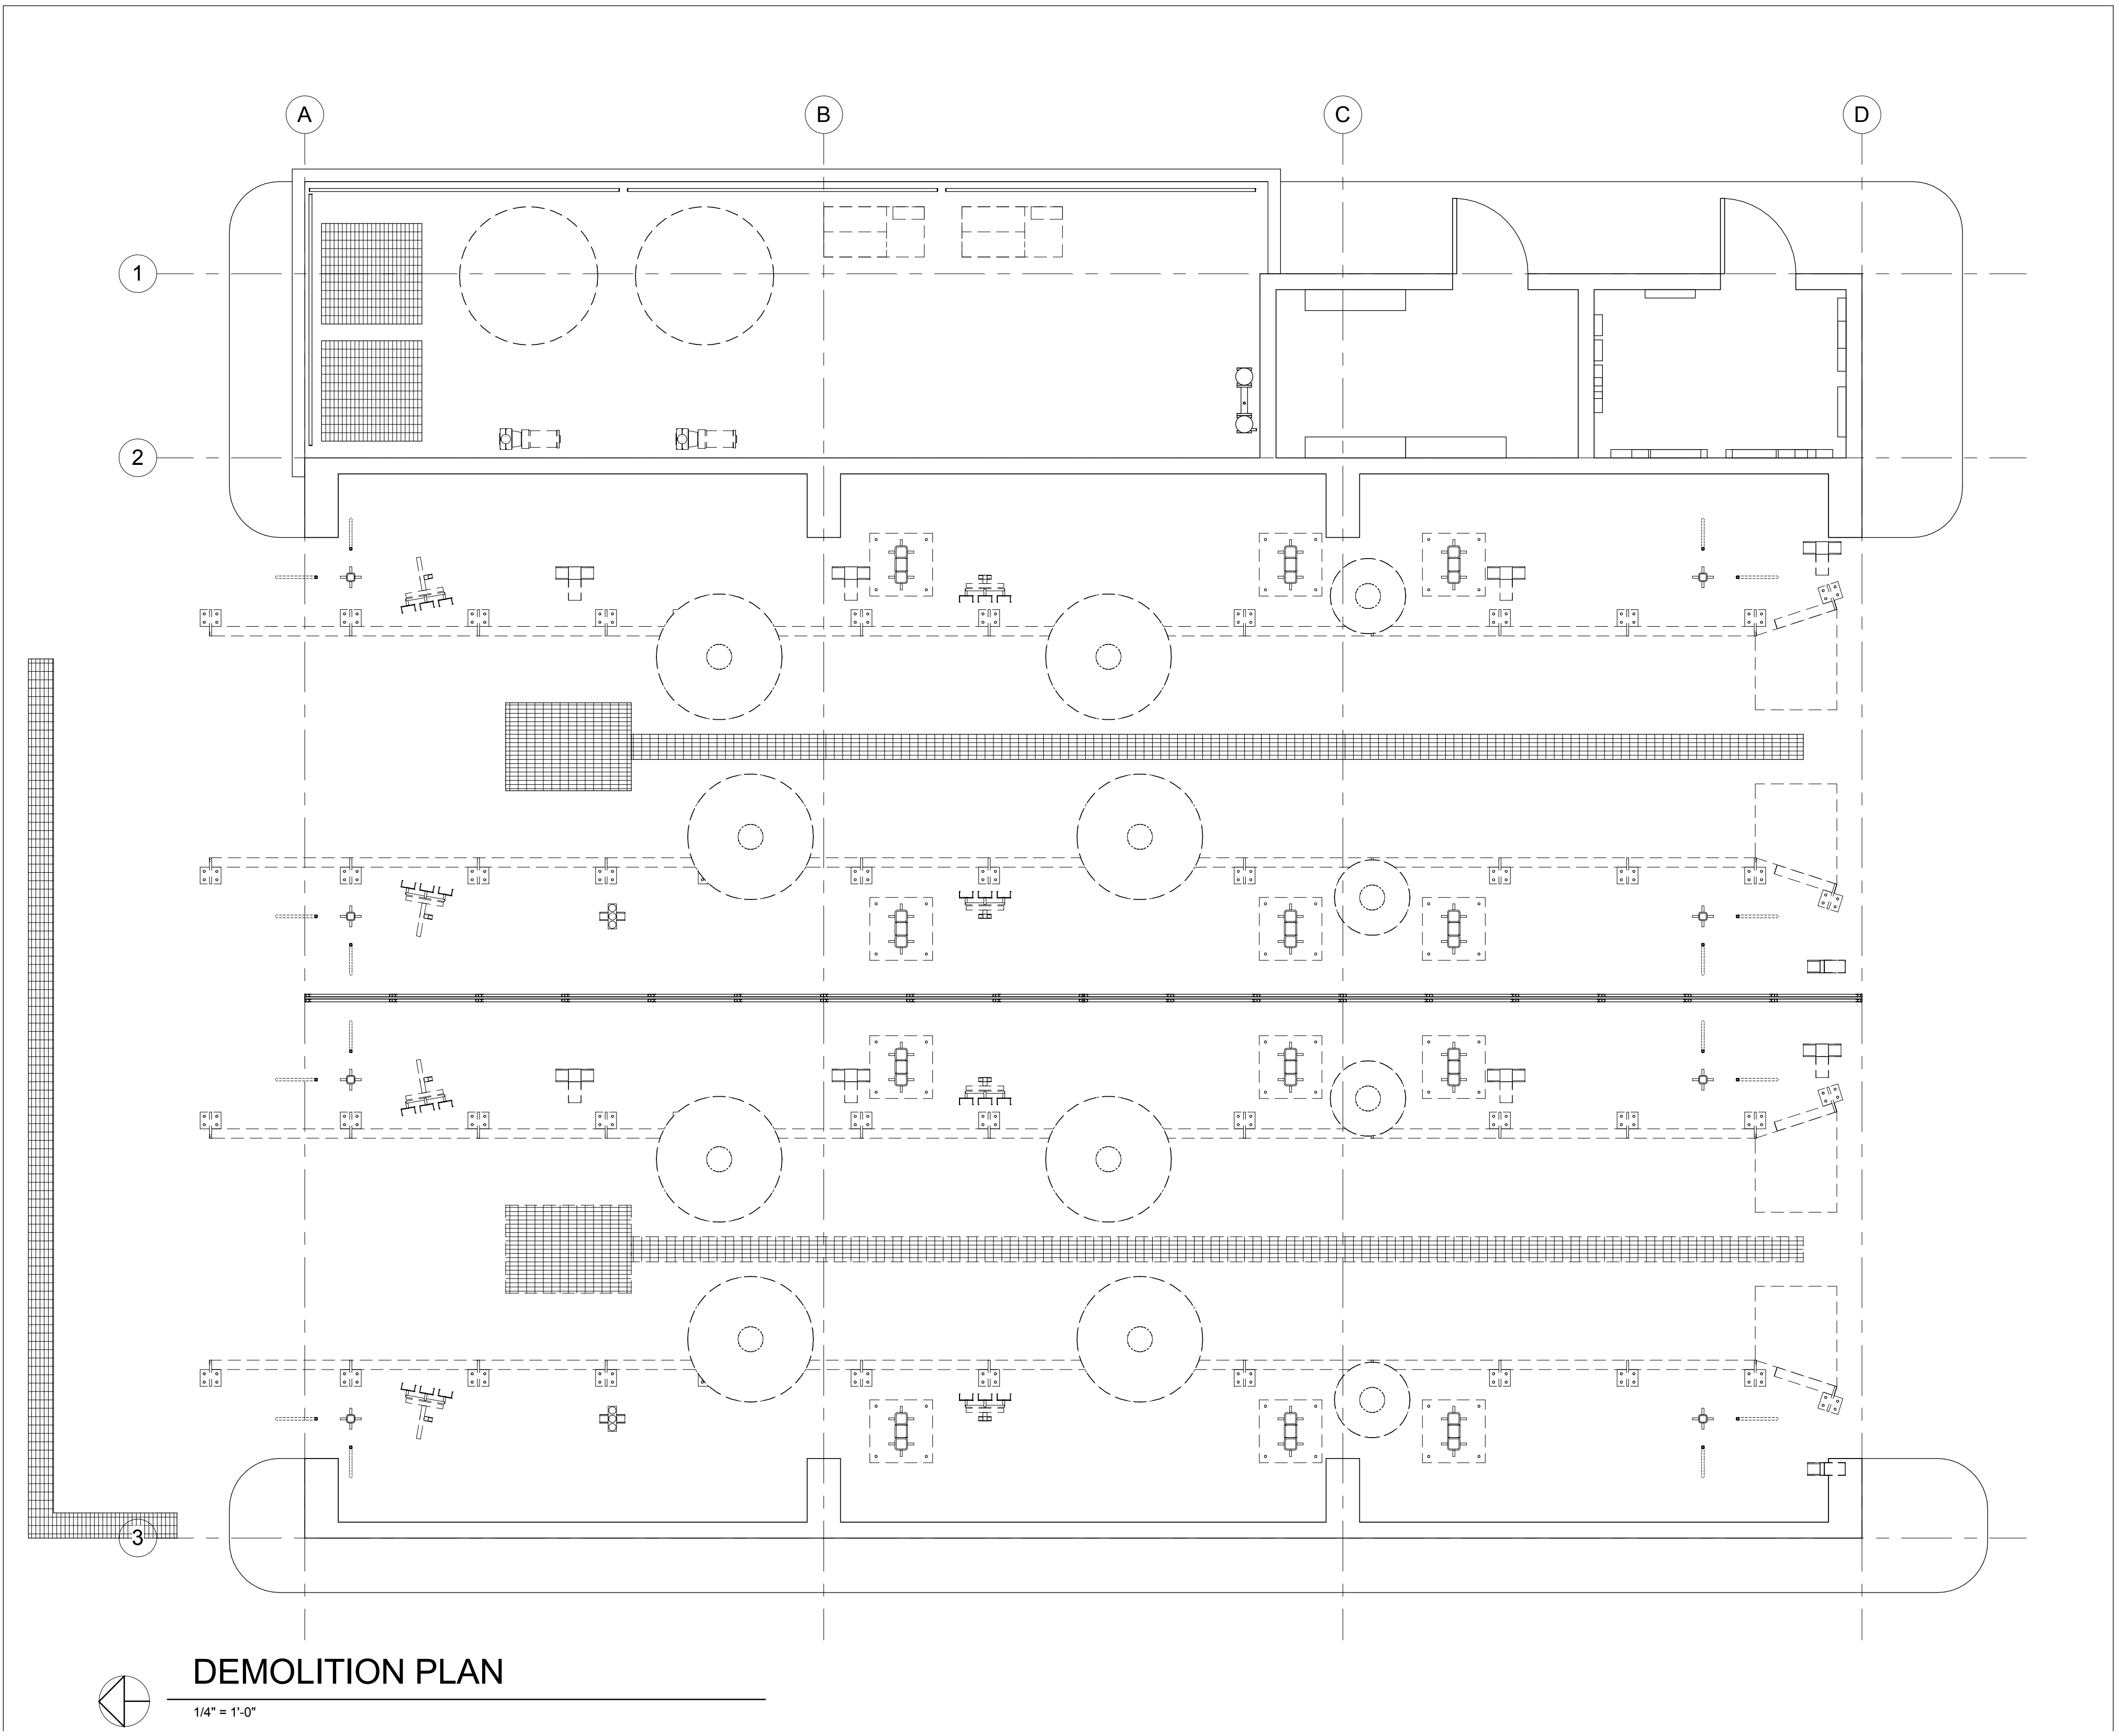 A
B
C
D
1
2
3
DEMOLITION PLAN
1/4" = 1'-0"